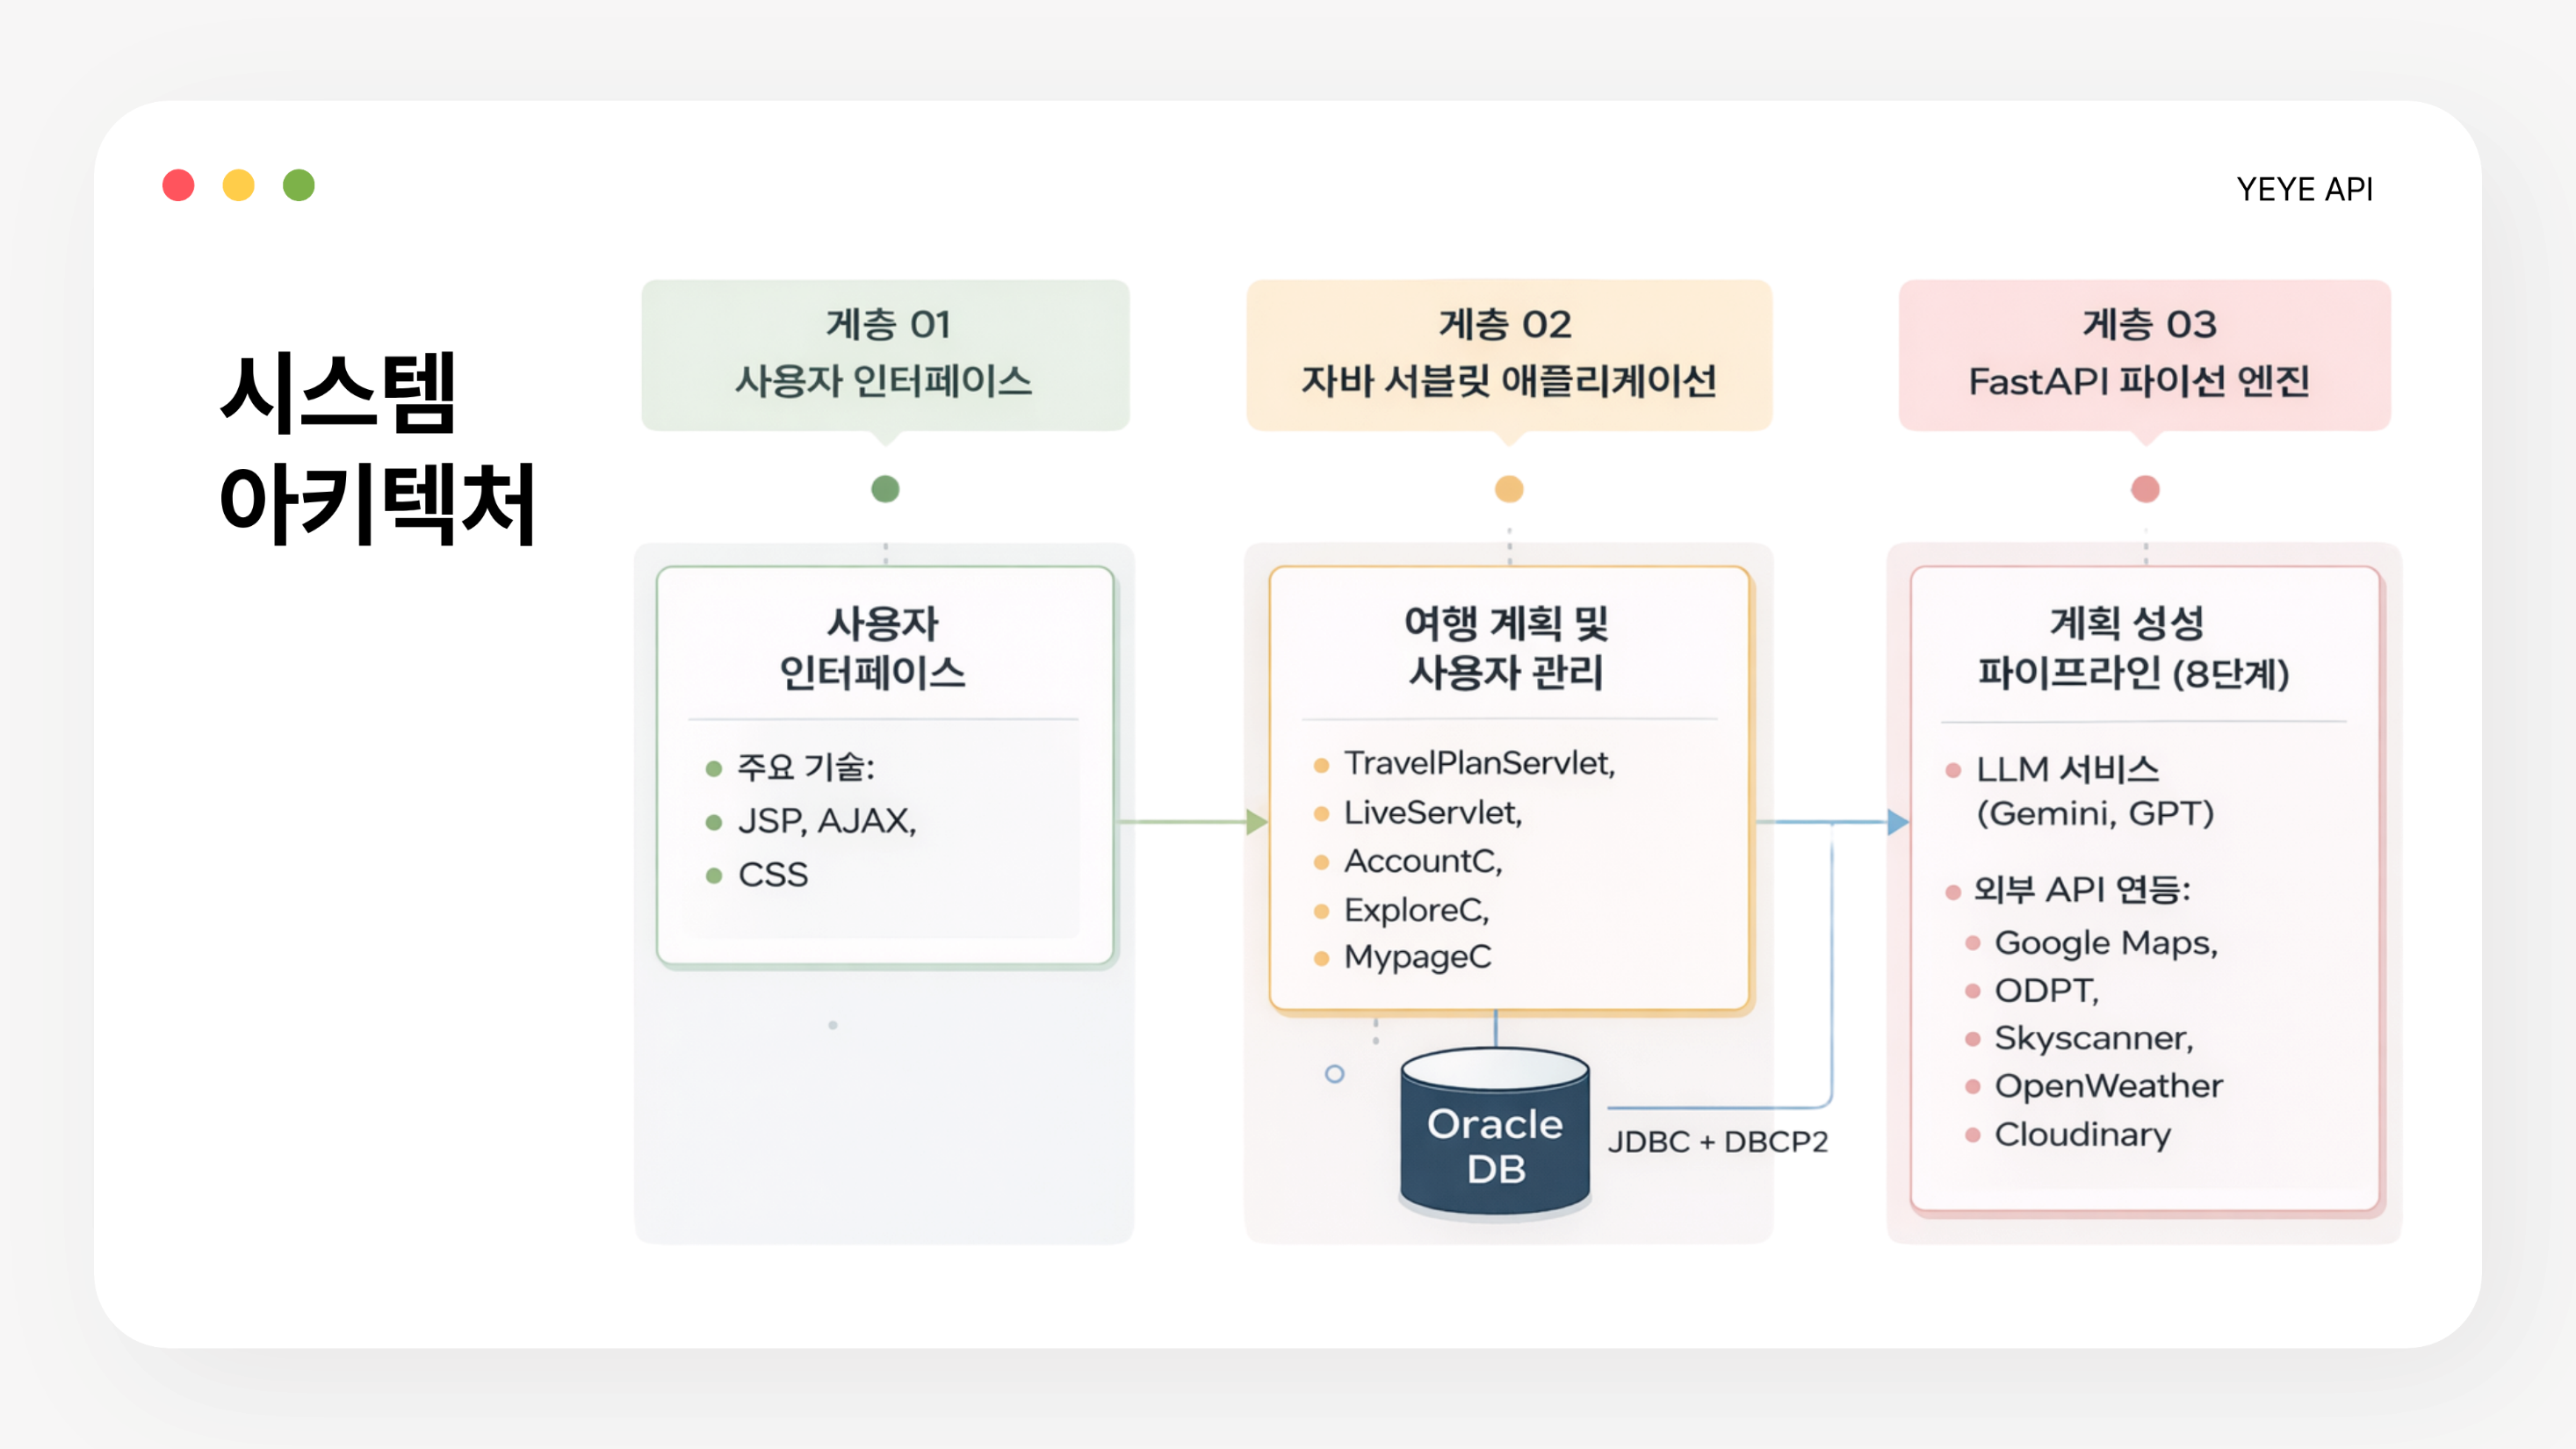 YEYE API
시스템
아키텍처
게층 01
사용자 인터페이스
게층 02
자바 서블릿 애플리케이션
게층 03
FastAPI 파이선 엔진
사용자
인터페이스
주요 기술:
JSP, AJAX,
CSS
여행 계획 및
사용자 관리
TravelPlanServlet,
LiveServlet,
AccountC,
ExploreC,
MypageC
Oracle
DB
JDBC + DBCP2
계획 성성
파이프라인 (8단계)
LLM 서비스
(Gemini, GPT)
외부 API 연등:
Google Maps,
ODPT,
Skyscanner,
OpenWeather
Cloudinary